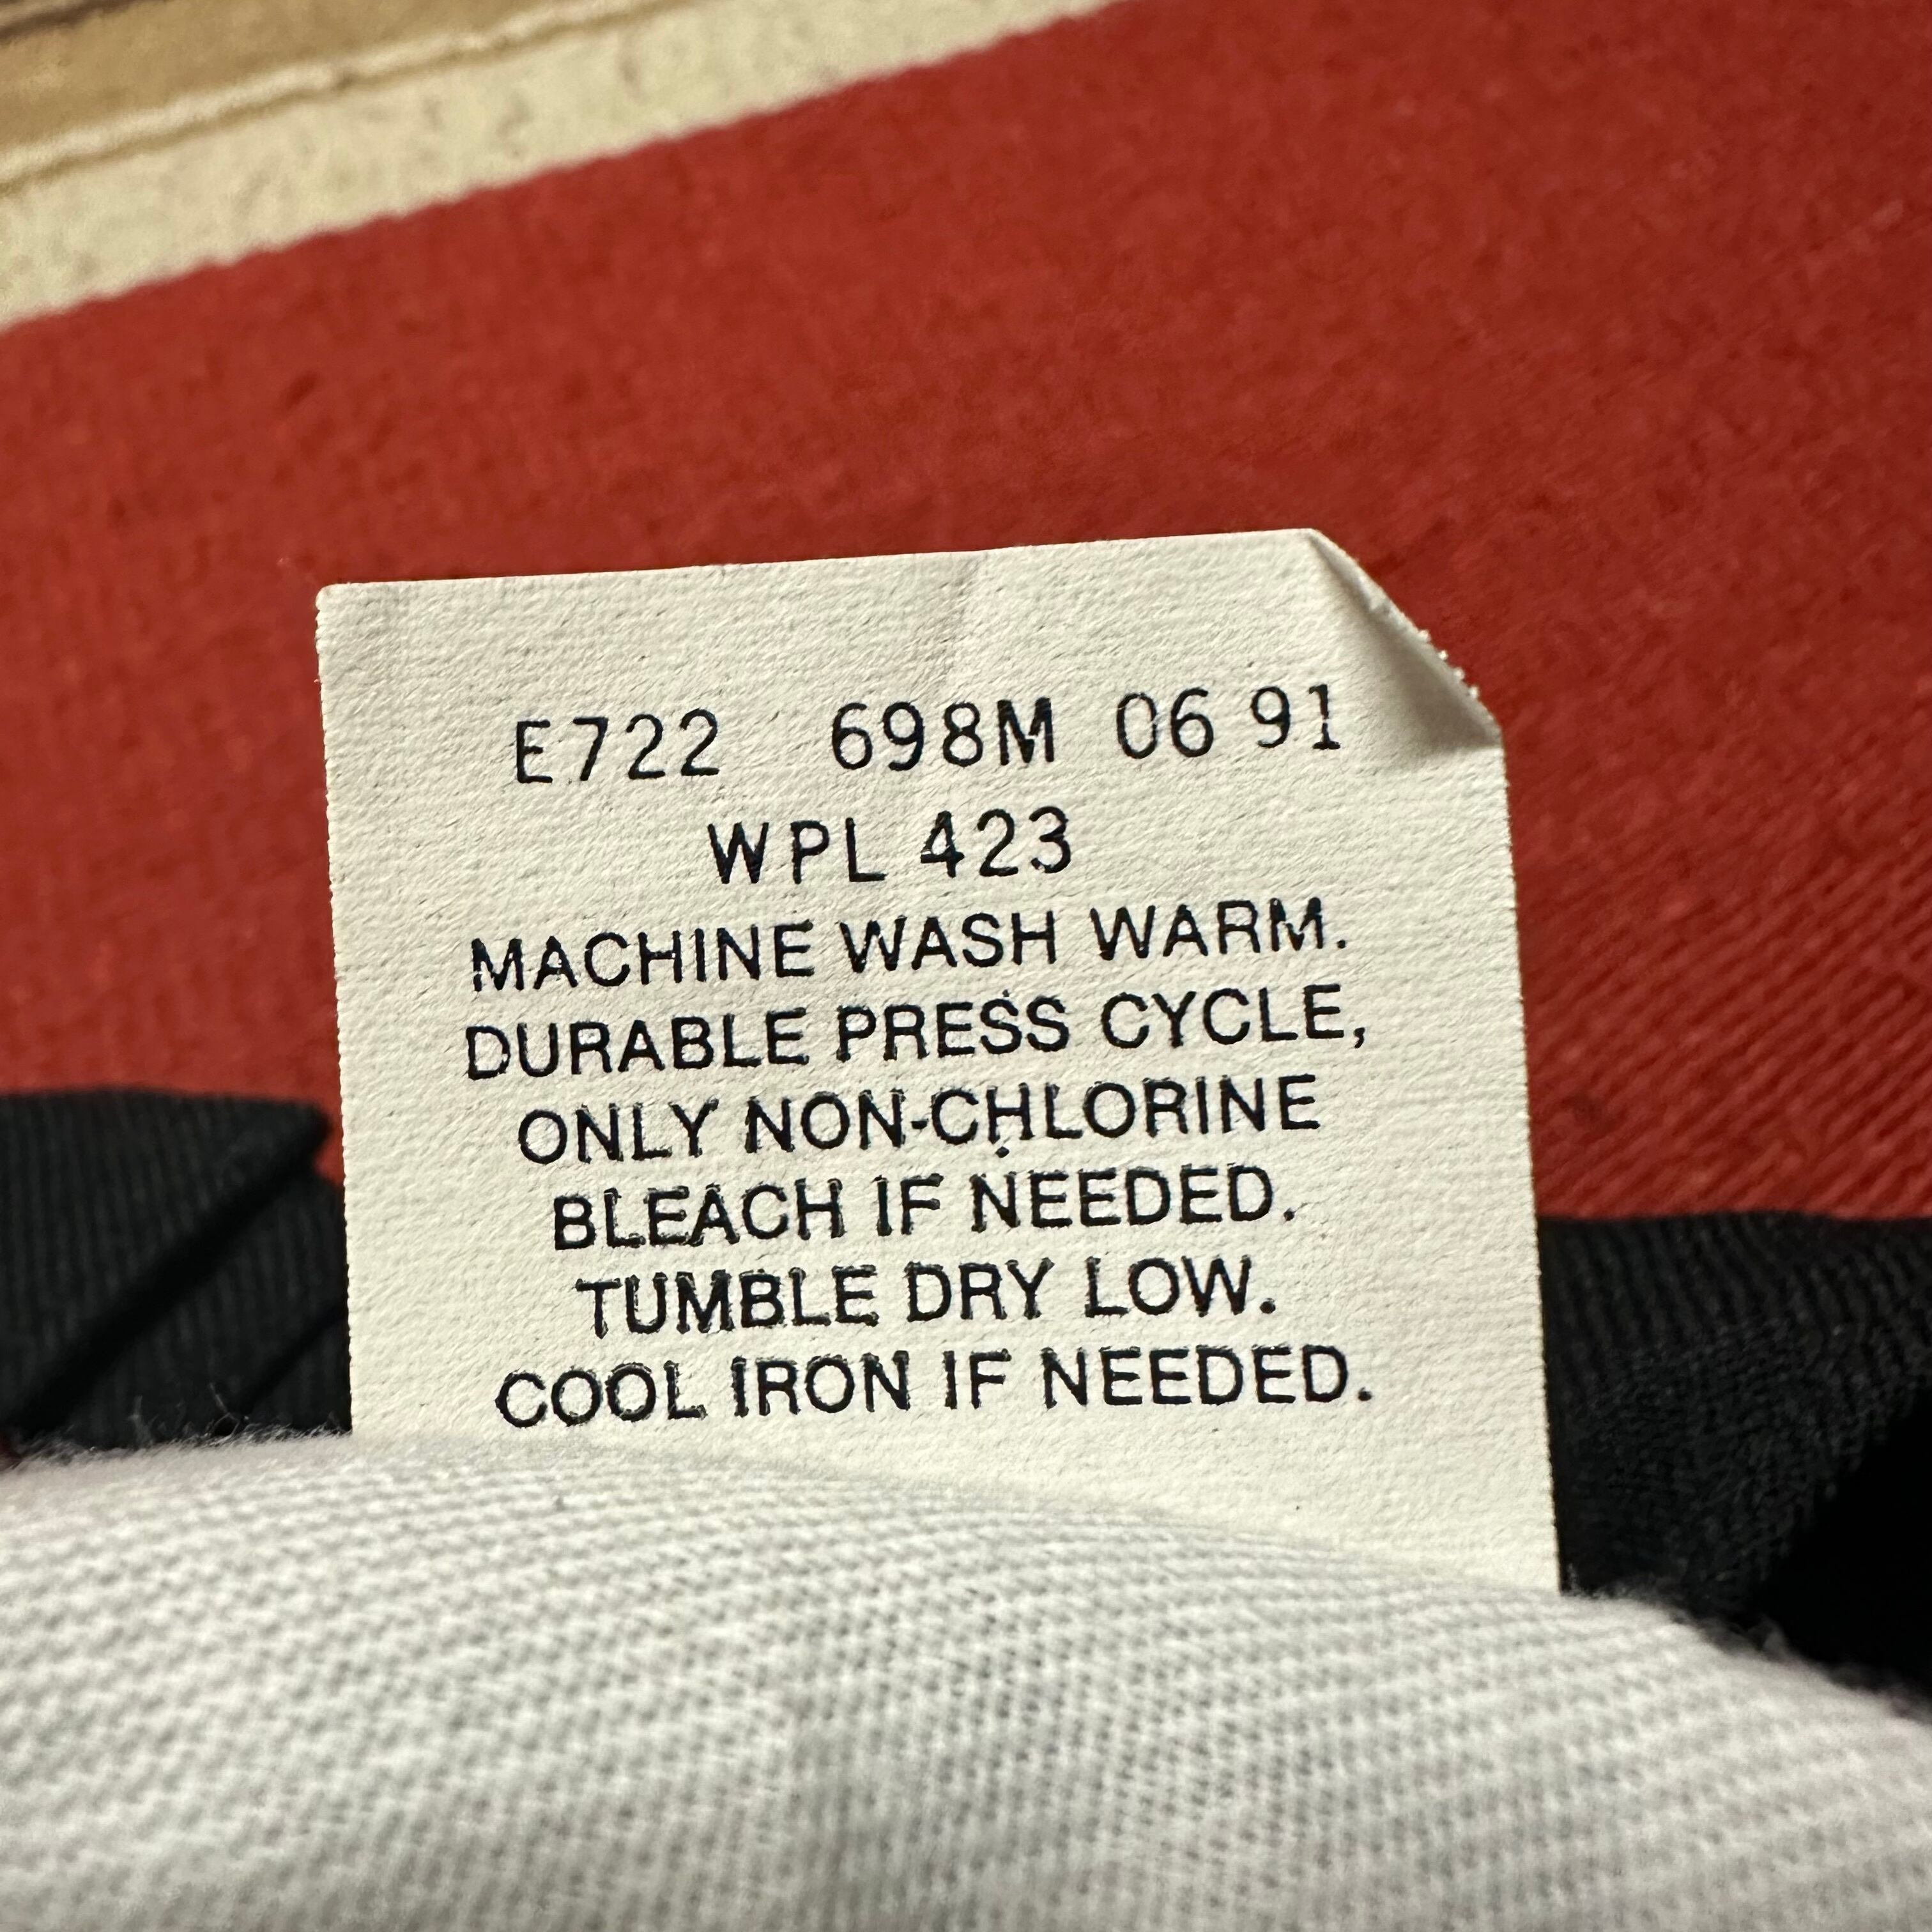 E722 698M 06 91
WPL 423
MACHINE WASH WARM.
DURABLE PRESS CYCLE,
ONLY NON-CHLORINE
BLEACH IF NEEDED.
TUMBLE DRY LOW.
COOL IRON IF NEEDED.